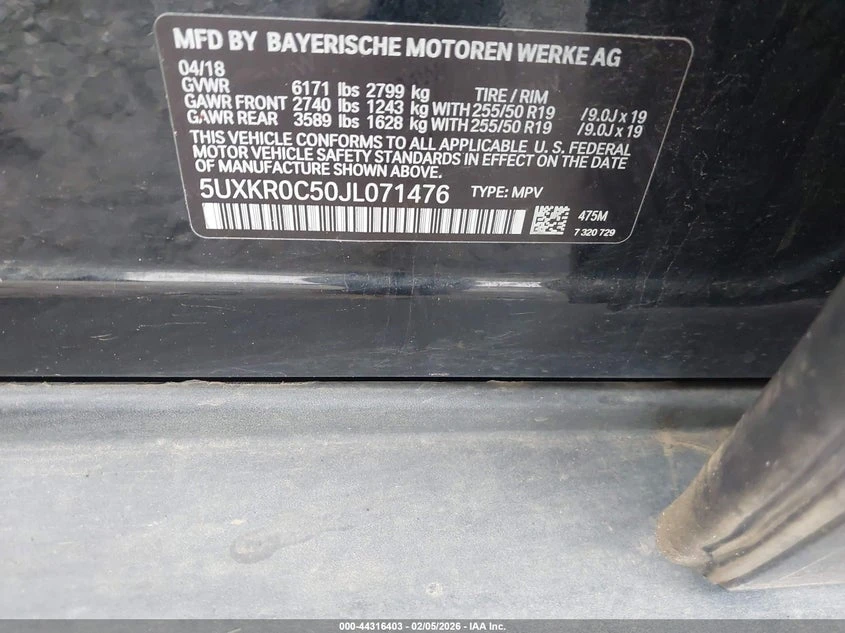 MFD BY BAYERISCHE MOTOREN WERKE AG
04/18
GVWR 6171 lbs 2799 kg TIRE / RIM
GAWR FRONT 2740 lbs 1243 kg WITH 255/50 R19 /9.0J x 19
GAWR REAR 3589 lbs 1628 kg WITH 255/50 R19 /9.0J x 19
THIS VEHICLE CONFORMS TO ALL APPLICABLE U. S. FEDERAL
MOTOR VEHICLE SAFETY STANDARDS IN EFFECT ON THE DATE OF
MANUFACTURE SHOWN ABOVE.
5UXKR0C50JL071476 TYPE: MPV
475M
7 320 729
000-44316403 — 02/05/2026 — IAA Inc.